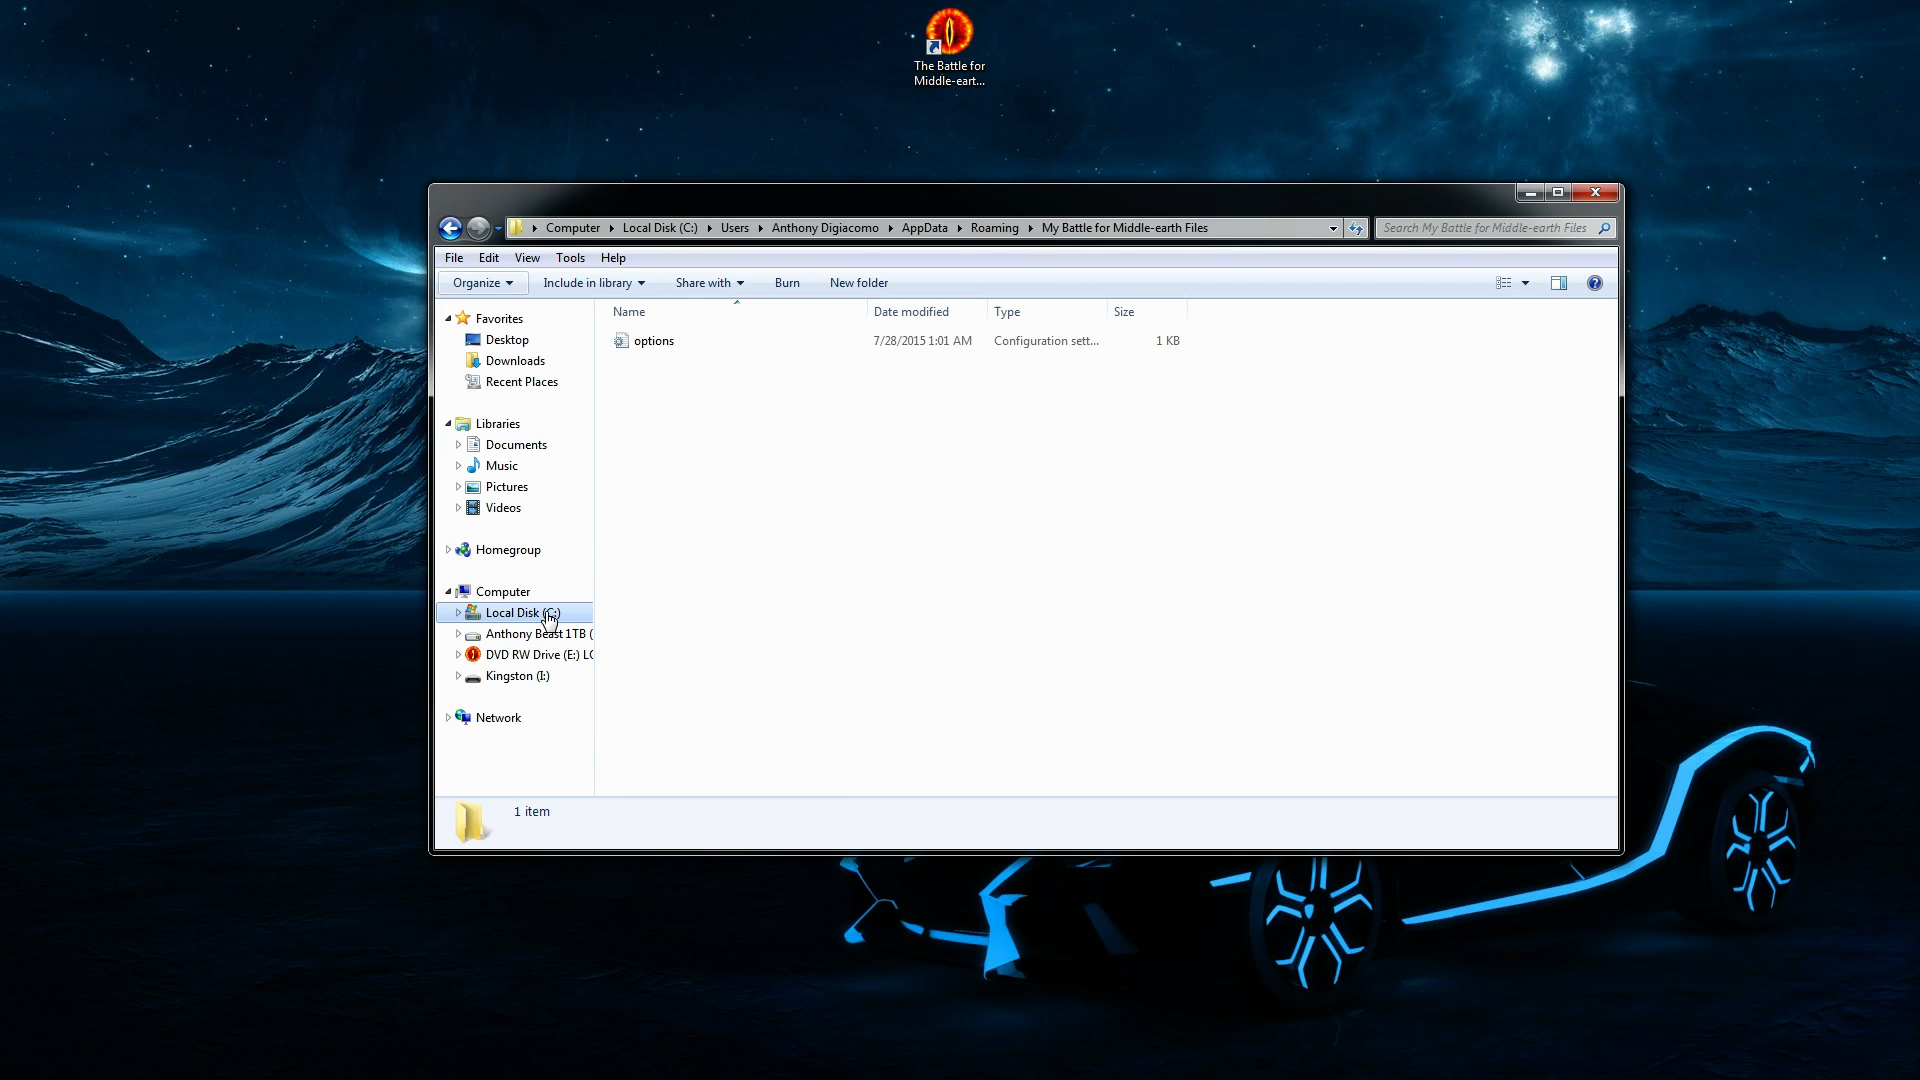 The Battle for
Middle-eart...
Computer Local Disk (C:) Users Anthony Digiacomo AppData Roaming My Battle for Middle-earth Files
Search My Battle for Middle-earth Files
File Edit View Tools Help
Organize Include in library Share with Burn New folder
Name Date modified Type Size
options 7/28/2015 1:01 AM Configuration sett... 1 KB
Favorites
Desktop
Downloads
Recent Places
Libraries
Documents
Music
Pictures
Videos
Homegroup
Computer
Local Disk (C:)
Anthony Beast 1TB (
DVD RW Drive (E:) LO
Kingston (I:)
Network
1 item